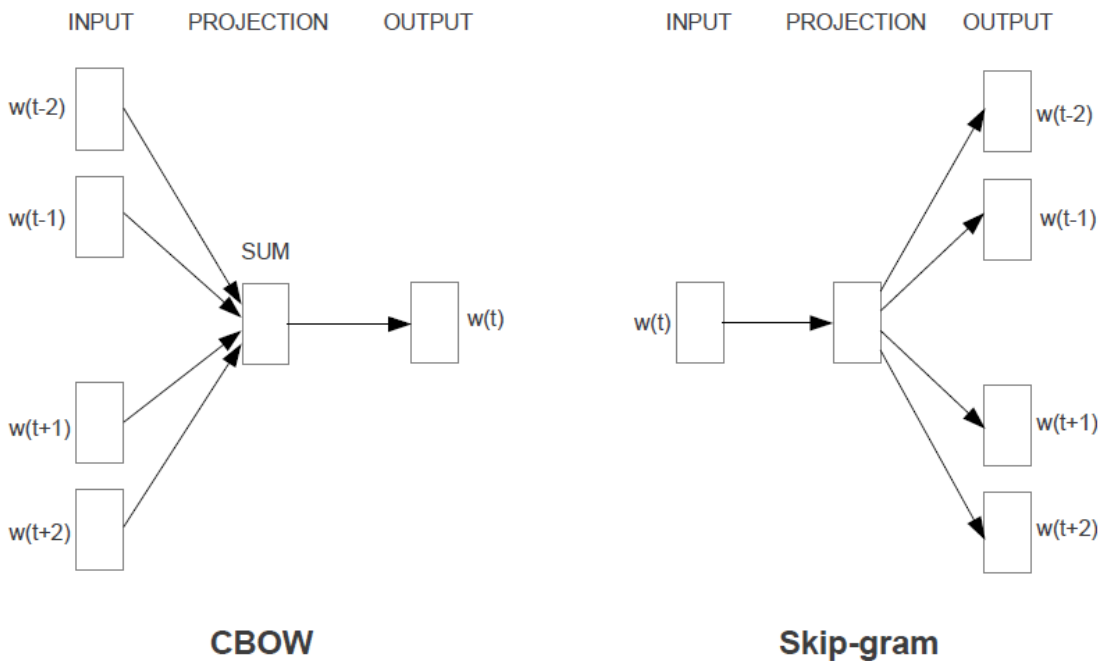 INPUT PROJECTION OUTPUT
w(t-2)
w(t-1)
SUM
w(t)
w(t+1)
w(t+2)
CBOW
INPUT PROJECTION OUTPUT
w(t-2)
w(t-1)
w(t)
w(t+1)
w(t+2)
Skip-gram